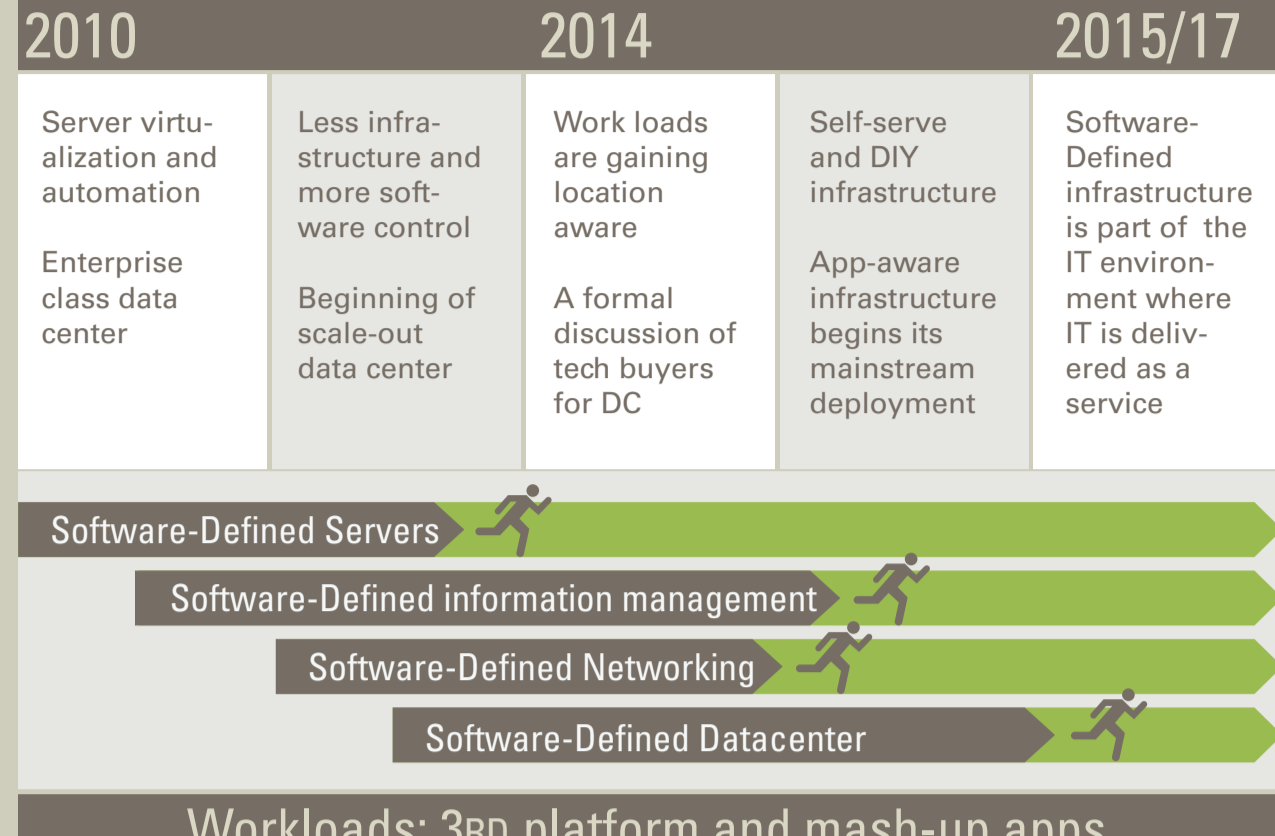 2010
2014
2015/17
Server virtu-
alization and
automation
Enterprise
class data
center
Less infra-
structure and
more soft-
ware control
Beginning of
scale-out
data center
Work loads
are gaining
location
aware
A formal
discussion of
tech buyers
for DC
Self-serve
and DIY
infrastructure
App-aware
infrastructure
begins its
mainstream
deployment
Software-
Defined
infrastructure
is part of the
IT environ-
ment where
IT is deliv-
ered as a
service
Software-Defined Servers
Software-Defined information management
Software-Defined Networking
Software-Defined Datacenter
Workloads: 3RD platform and mash-up apps